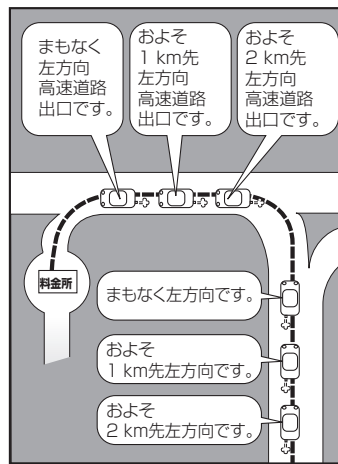 まもなく
左方向
高速道路
出口です。
およそ
1 km先
左方向
高速道路
出口です。
およそ
2 km先
左方向
高速道路
出口です。
料金所
まもなく左方向です。
およそ
1 km先左方向です。
およそ
2 km先左方向です。